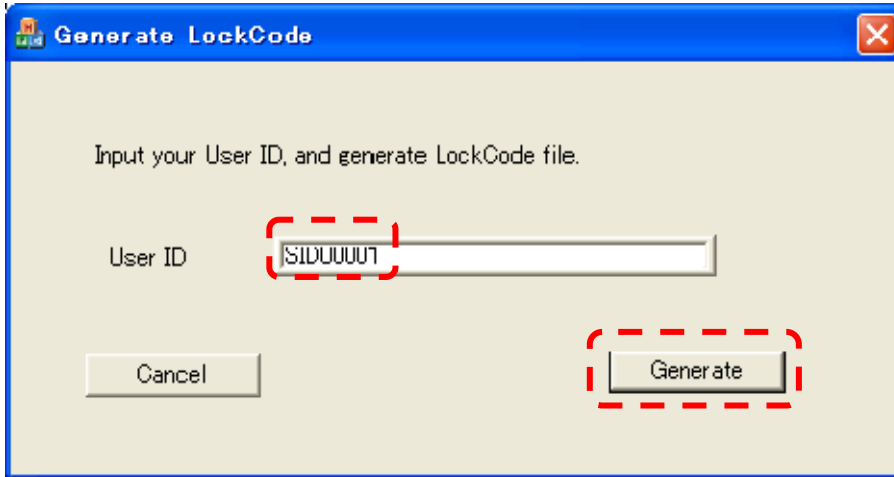 Generate LockCode
Input your User ID, and generate LockCode file.
User ID
SID00001
Cancel
Generate